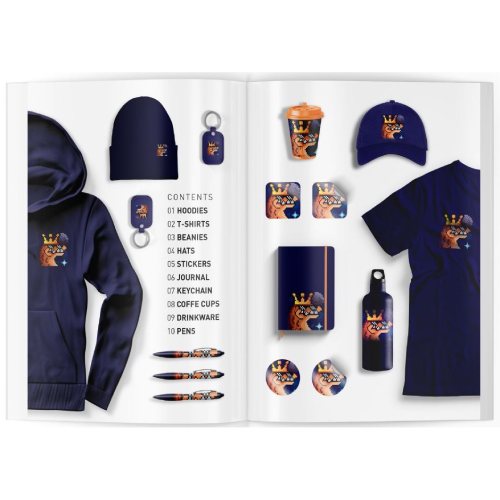 CONTENTS
01 HOODIES
02 T-SHIRTS
03 BEANIES
04 HATS
05 STICKERS
06 JOURNAL
07 KEYCHAIN
08 COFFE CUPS
09 DRINKWARE
10 PENS